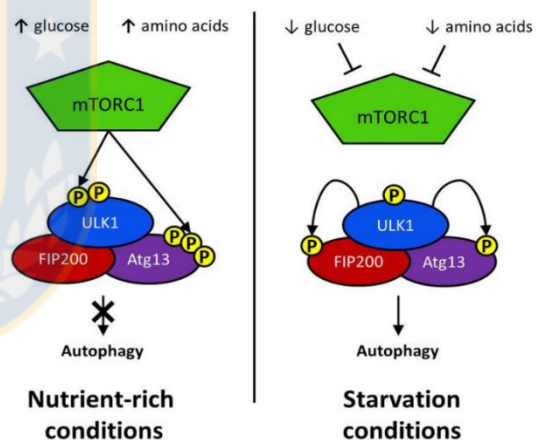 ↑ glucose ↑ amino acids
mTORC1
P P
ULK1
P P P
FIP200 Atg13
Autophagy
Nutrient-rich
conditions
↓ glucose ↓ amino acids
mTORC1
P
ULK1
P P
FIP200 Atg13
Autophagy
Starvation
conditions